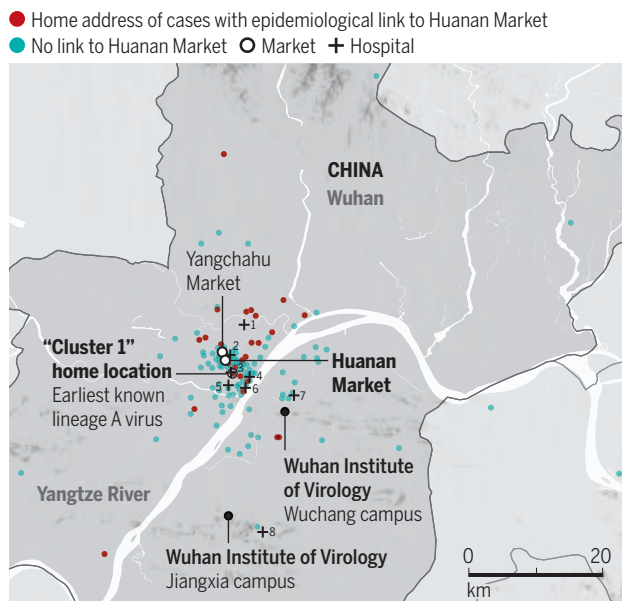 Home address of cases with epidemiological link to Huanan Market
No link to Huanan Market Market Hospital
CHINA
Wuhan
Yangchahu
Market
1
2
“Cluster 1”
home location
Earliest known
lineage A virus
3
4
5
6
7
Huanan
Market
Wuhan Institute
of Virology
Wuchang campus
Yangtze River
8
Wuhan Institute of Virology
Jiangxia campus
0 20
km